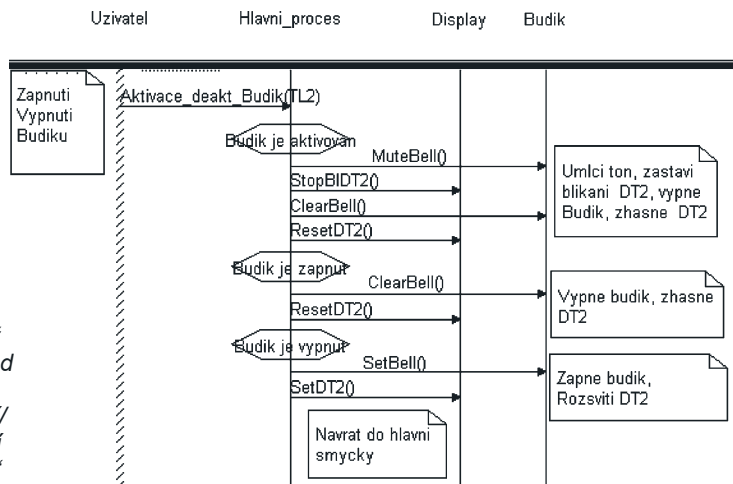 Uzivatel Hlavni_proces Display Budik
Zapnuti
Vypnuti
Budiku
Aktivace_deakt_Budik(TL2)
Budik je aktivovan
MuteBell()
StopBlDT2()
ClearBell()
ResetDT2()
Umlci ton, zastavi
blikani DT2, vypne
Budik, zhasne DT2
Budik je zapnut
ClearBell()
ResetDT2()
Vypne budik, zhasne
DT2
Budik je vypnut
SetBell()
SetDT2()
Zapne budik,
Rozsviti DT2
Navrat do hlavni
smycky